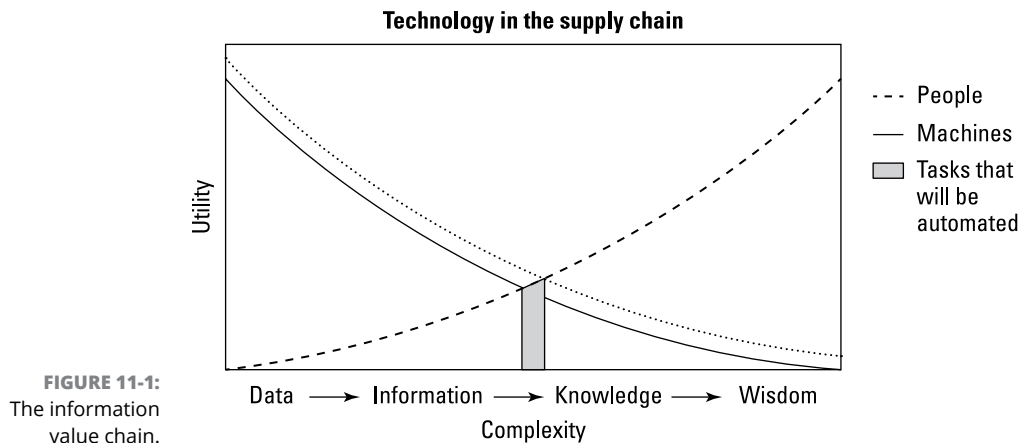 Technology in the supply chain
Utility
People
Machines
Tasks that
will be
automated
Data → Information → Knowledge → Wisdom
Complexity
FIGURE 11-1:
The information
value chain.